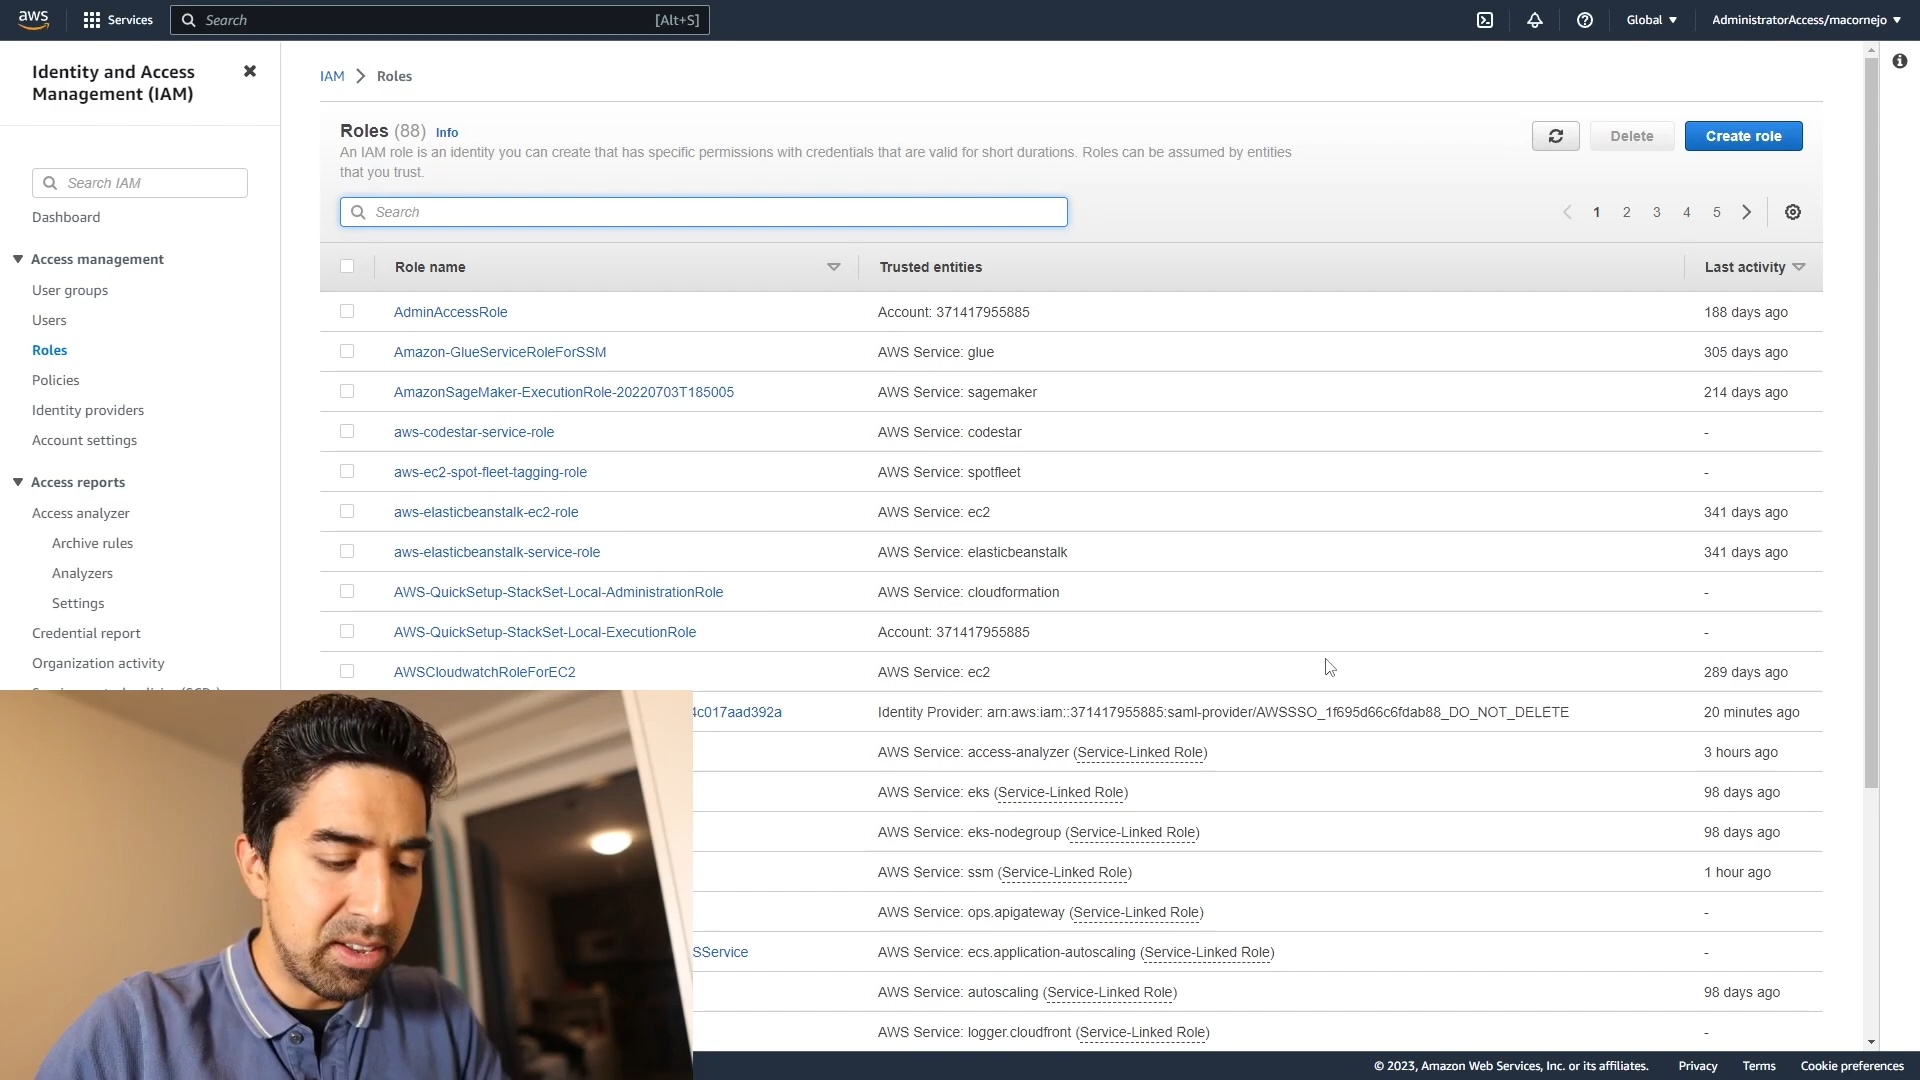 aws Services Search [Alt+S] Global AdministratorAccess/macornejo
Identity and Access
Management (IAM)
Search IAM
Dashboard
Access management
User groups
Users
Roles
Policies
Identity providers
Account settings
Access reports
Access analyzer
Archive rules
Analyzers
Settings
Credential report
Organization activity
IAM > Roles
Roles (88) Info
An IAM role is an identity you can create that has specific permissions with credentials that are valid for short durations. Roles can be assumed by entities
that you trust.
Delete Create role
Search
1 2 3 4 5
Role name Trusted entities Last activity
AdminAccessRole Account: 371417955885 188 days ago
Amazon-GlueServiceRoleForSSM AWS Service: glue 305 days ago
AmazonSageMaker-ExecutionRole-20220703T185005 AWS Service: sagemaker 214 days ago
aws-codestar-service-role AWS Service: codestar -
aws-ec2-spot-fleet-tagging-role AWS Service: spotfleet -
aws-elasticbeanstalk-ec2-role AWS Service: ec2 341 days ago
aws-elasticbeanstalk-service-role AWS Service: elasticbeanstalk 341 days ago
AWS-QuickSetup-StackSet-Local-AdministrationRole AWS Service: cloudformation -
AWS-QuickSetup-StackSet-Local-ExecutionRole Account: 371417955885 -
AWSCloudwatchRoleForEC2 AWS Service: ec2 289 days ago
4c017aad392a Identity Provider: arn:aws:iam::371417955885:saml-provider/AWSSSO_1f695d66c6fdab88_DO_NOT_DELETE 20 minutes ago
AWS Service: access-analyzer (Service-Linked Role) 3 hours ago
AWS Service: eks (Service-Linked Role) 98 days ago
AWS Service: eks-nodegroup (Service-Linked Role) 98 days ago
AWS Service: ssm (Service-Linked Role) 1 hour ago
AWS Service: ops.apigateway (Service-Linked Role) -
SService AWS Service: ecs.application-autoscaling (Service-Linked Role) -
AWS Service: autoscaling (Service-Linked Role) 98 days ago
AWS Service: logger.cloudfront (Service-Linked Role) -
© 2023, Amazon Web Services, Inc. or its affiliates. Privacy Terms Cookie preferences